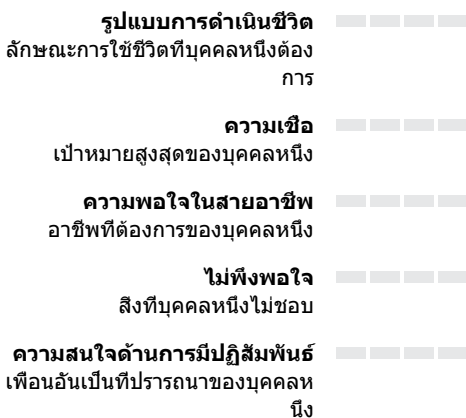 รูปแบบการดำเนินชีวิต
ลักษณะการใช้ชีวิตที่บุคคลหนึ่งต้อง
การ
ความเชื่อ
เป้าหมายสูงสุดของบุคคลหนึ่ง
ความพอใจในสายอาชีพ
อาชีพที่ต้องการของบุคคลหนึ่ง
ไม่พึงพอใจ
สิ่งที่บุคคลหนึ่งไม่ชอบ
ความสนใจด้านการมีปฏิสัมพันธ์
เพื่อนอันเป็นที่ปรารถนาของบุคคลห
นึ่ง